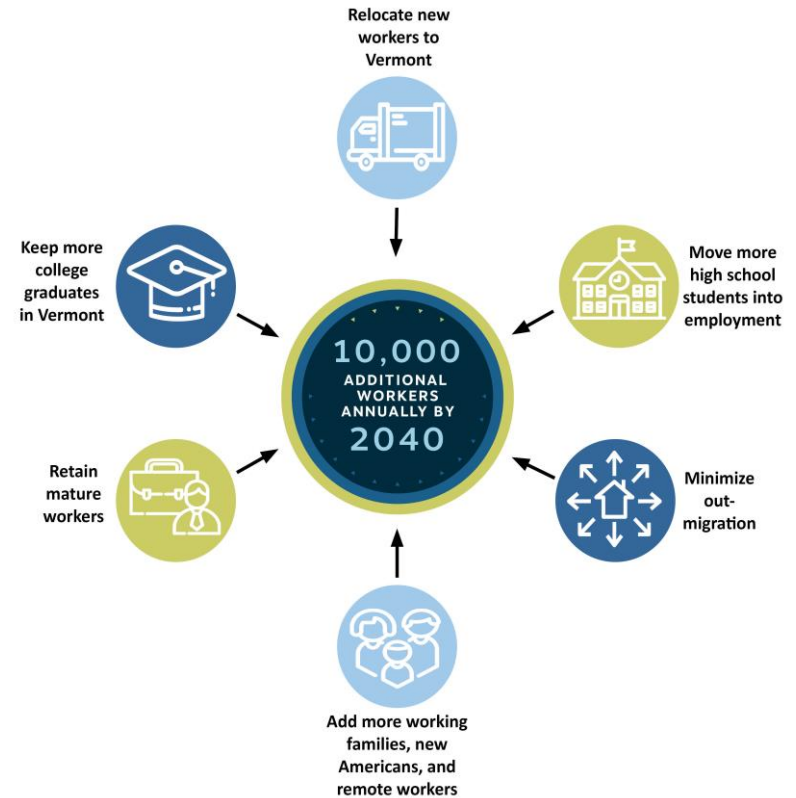 Relocate new
workers to
Vermont
Keep more
college
graduates
in Vermont
Move more
high school
students into
employment
10,000
ADDITIONAL
WORKERS
ANNUALLY BY
2040
Retain
mature
workers
Minimize
out-
migration
Add more working
families, new
Americans, and
remote workers